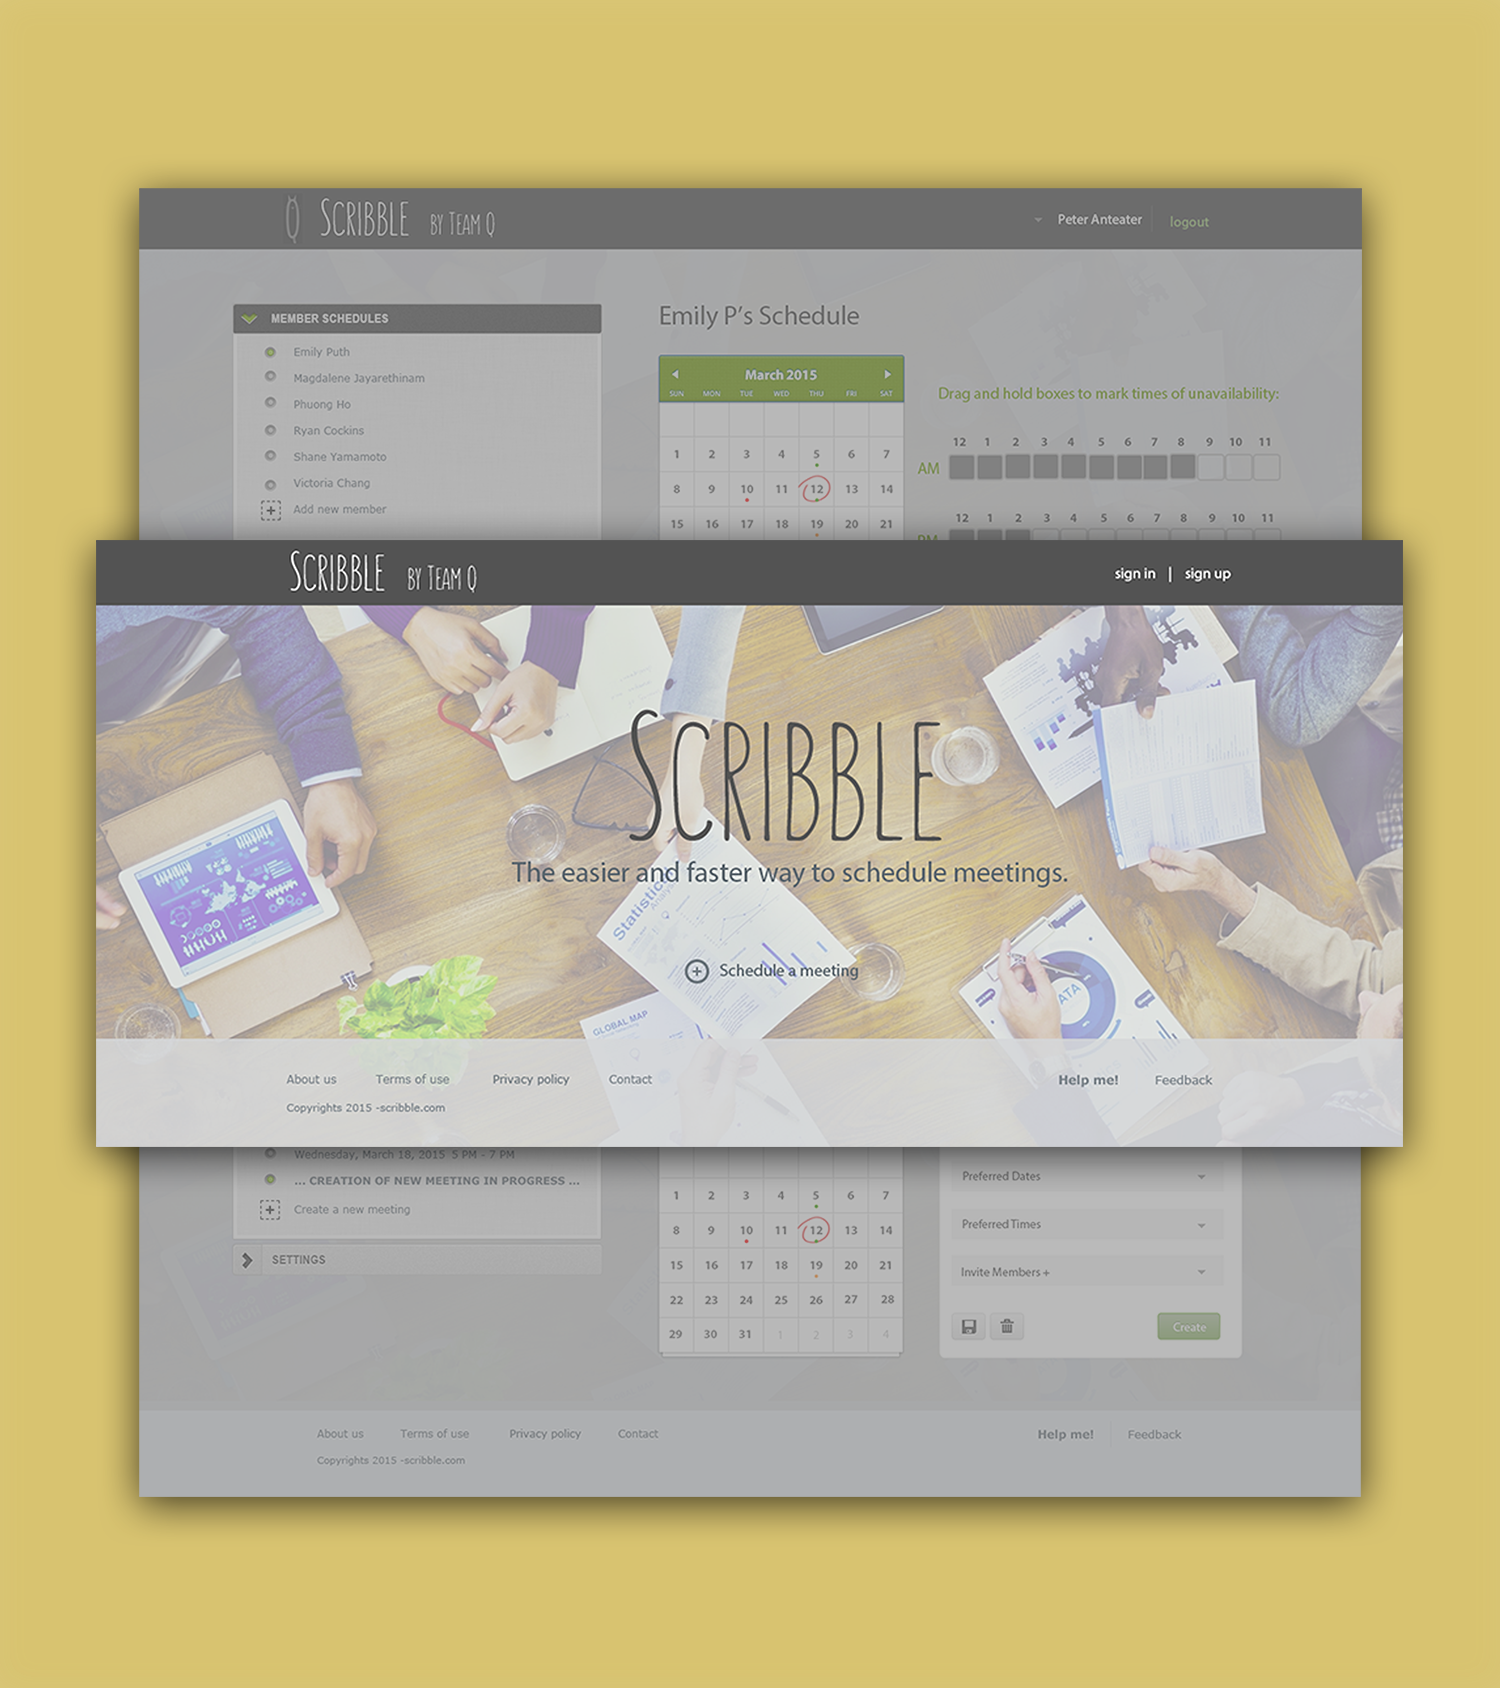 SCRIBBLE BY TEAM Q
Peter Anteater
logout
MEMBER SCHEDULES
Emily Puth
Magdalene Jayarethinam
Phuong Ho
Ryan Cockins
Shane Yamamoto
Victoria Chang
Add new member
Emily P's Schedule
March 2015
SUN MON TUE WED THU FRI SAT
1 2 3 4 5 6 7
8 9 10 11 12 13 14
15 16 17 18 19 20 21
Drag and hold boxes to mark times of unavailability:
12 1 2 3 4 5 6 7 8 9 10 11
AM
12 1 2 3 4 5 6 7 8 9 10 11
PM
SCRIBBLE BY TEAM Q
sign in | sign up
SCRIBBLE
The easier and faster way to schedule meetings.
Statistics
Schedule a meeting
GLOBAL MAP
DATA
About us Terms of use Privacy policy Contact
Help me! Feedback
Copyrights 2015 -scribble.com
Wednesday, March 18, 2015 5 PM - 7 PM
... CREATION OF NEW MEETING IN PROGRESS ...
Create a new meeting
SETTINGS
1 2 3 4 5 6 7
8 9 10 11 12 13 14
15 16 17 18 19 20 21
22 23 24 25 26 27 28
29 30 31 1 2 3 4
Preferred Dates
Preferred Times
Invite Members +
Create
About us Terms of use Privacy policy Contact
Help me! Feedback
Copyrights 2015 -scribble.com